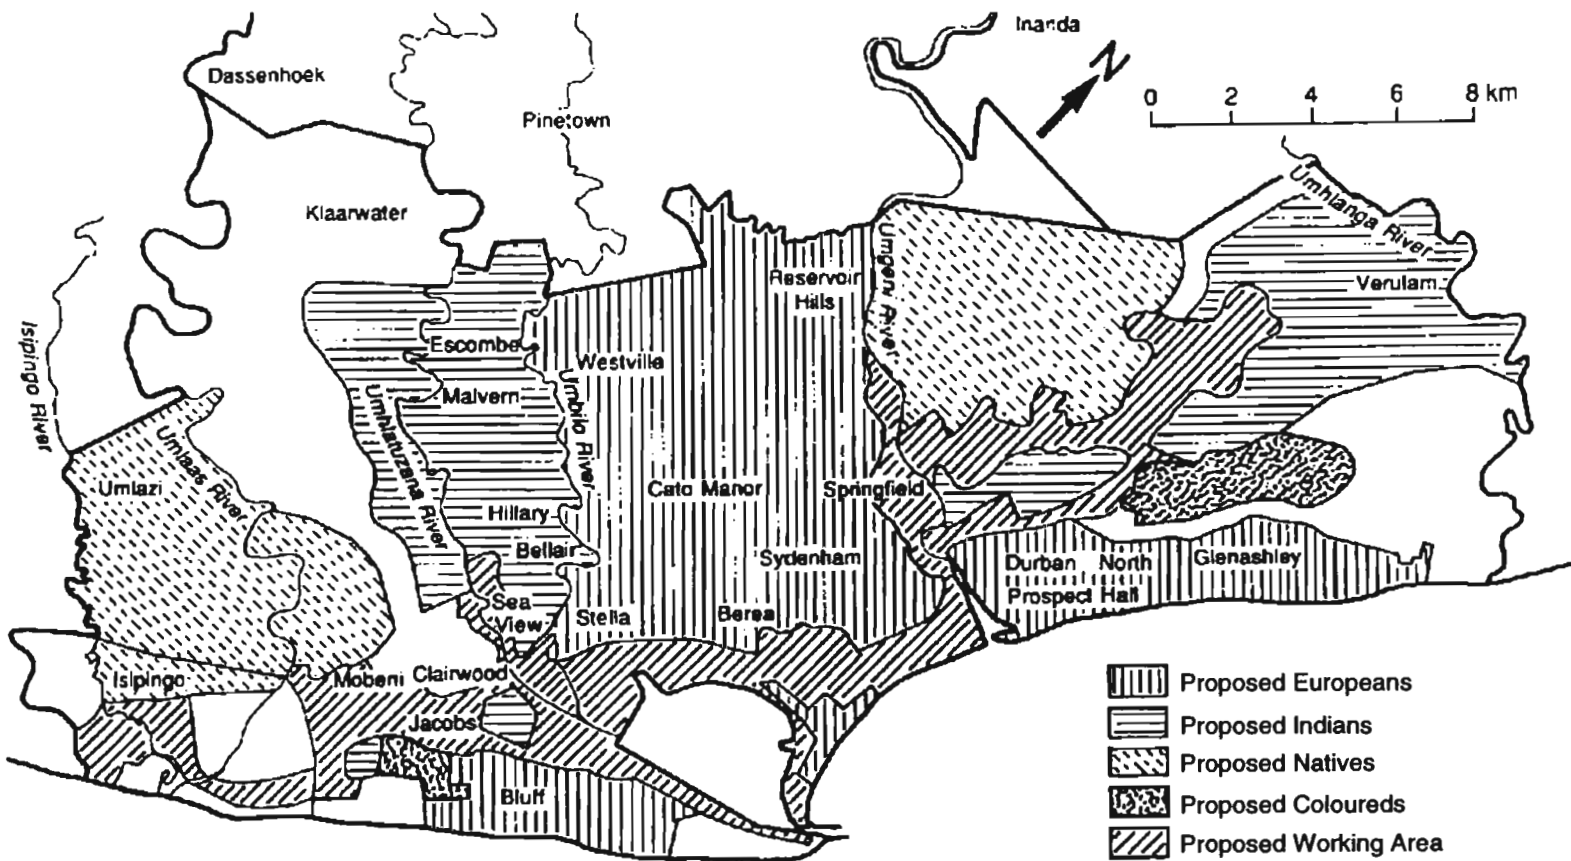 Inanda
Dassenhoek
N
0 2 4 6 8 km
Pinetown
Klaarwater
Umhlanga River
Reservoir
Hills
Umgeni River
Verulam
Isipingo River
Escombe
Westville
Malvern
Umbilo River
Umhlatuzana River
Umlaas River
Umlazi
Cato Manor
Springfield
Hillary
Bellair
Sydenham
Durban North
Glenashley
Prospect Hall
Sea
View
Stella
Berea
Isipingo
Mobeni
Clairwood
Jacobs
Bluff
Proposed Europeans
Proposed Indians
Proposed Natives
Proposed Coloureds
Proposed Working Area